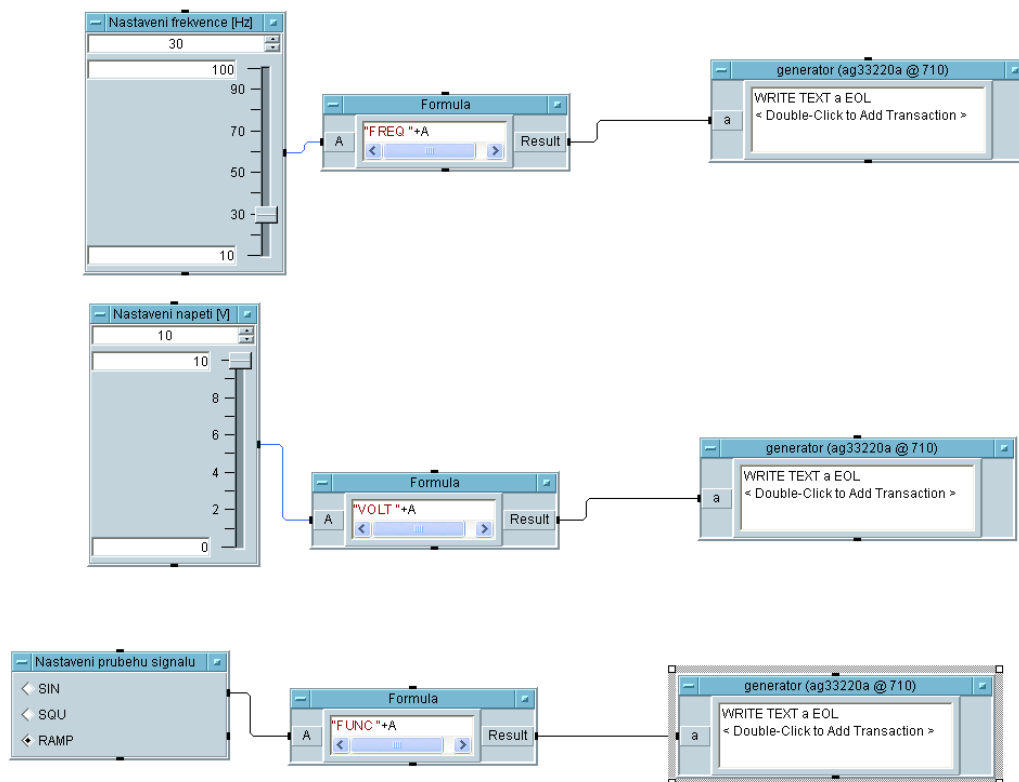 Nastaveni frekvence [Hz]
30
100
90
70
50
30
10
Formula
A
"FREQ "+A
Result
generator (ag33220a @ 710)
a
WRITE TEXT a EOL
< Double-Click to Add Transaction >
Nastaveni napeti [V]
10
10
8
6
4
2
0
Formula
A
"VOLT "+A
Result
generator (ag33220a @ 710)
a
WRITE TEXT a EOL
< Double-Click to Add Transaction >
Nastaveni prubehu signalu
SIN
SQU
RAMP
Formula
A
"FUNC "+A
Result
generator (ag33220a @ 710)
a
WRITE TEXT a EOL
< Double-Click to Add Transaction >